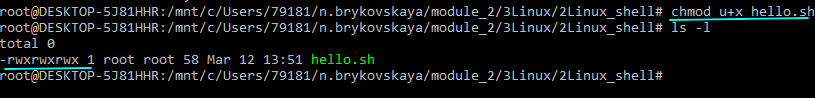 root@DESKTOP-5J81HHR:/mnt/c/Users/79181/n.brykovskaya/module_2/3Linux/2Linux_shell# chmod u+x hello.sh
root@DESKTOP-5J81HHR:/mnt/c/Users/79181/n.brykovskaya/module_2/3Linux/2Linux_shell# ls -l
total 0
-rwxrwxrwx 1 root root 58 Mar 12 13:51 hello.sh
root@DESKTOP-5J81HHR:/mnt/c/Users/79181/n.brykovskaya/module_2/3Linux/2Linux_shell#